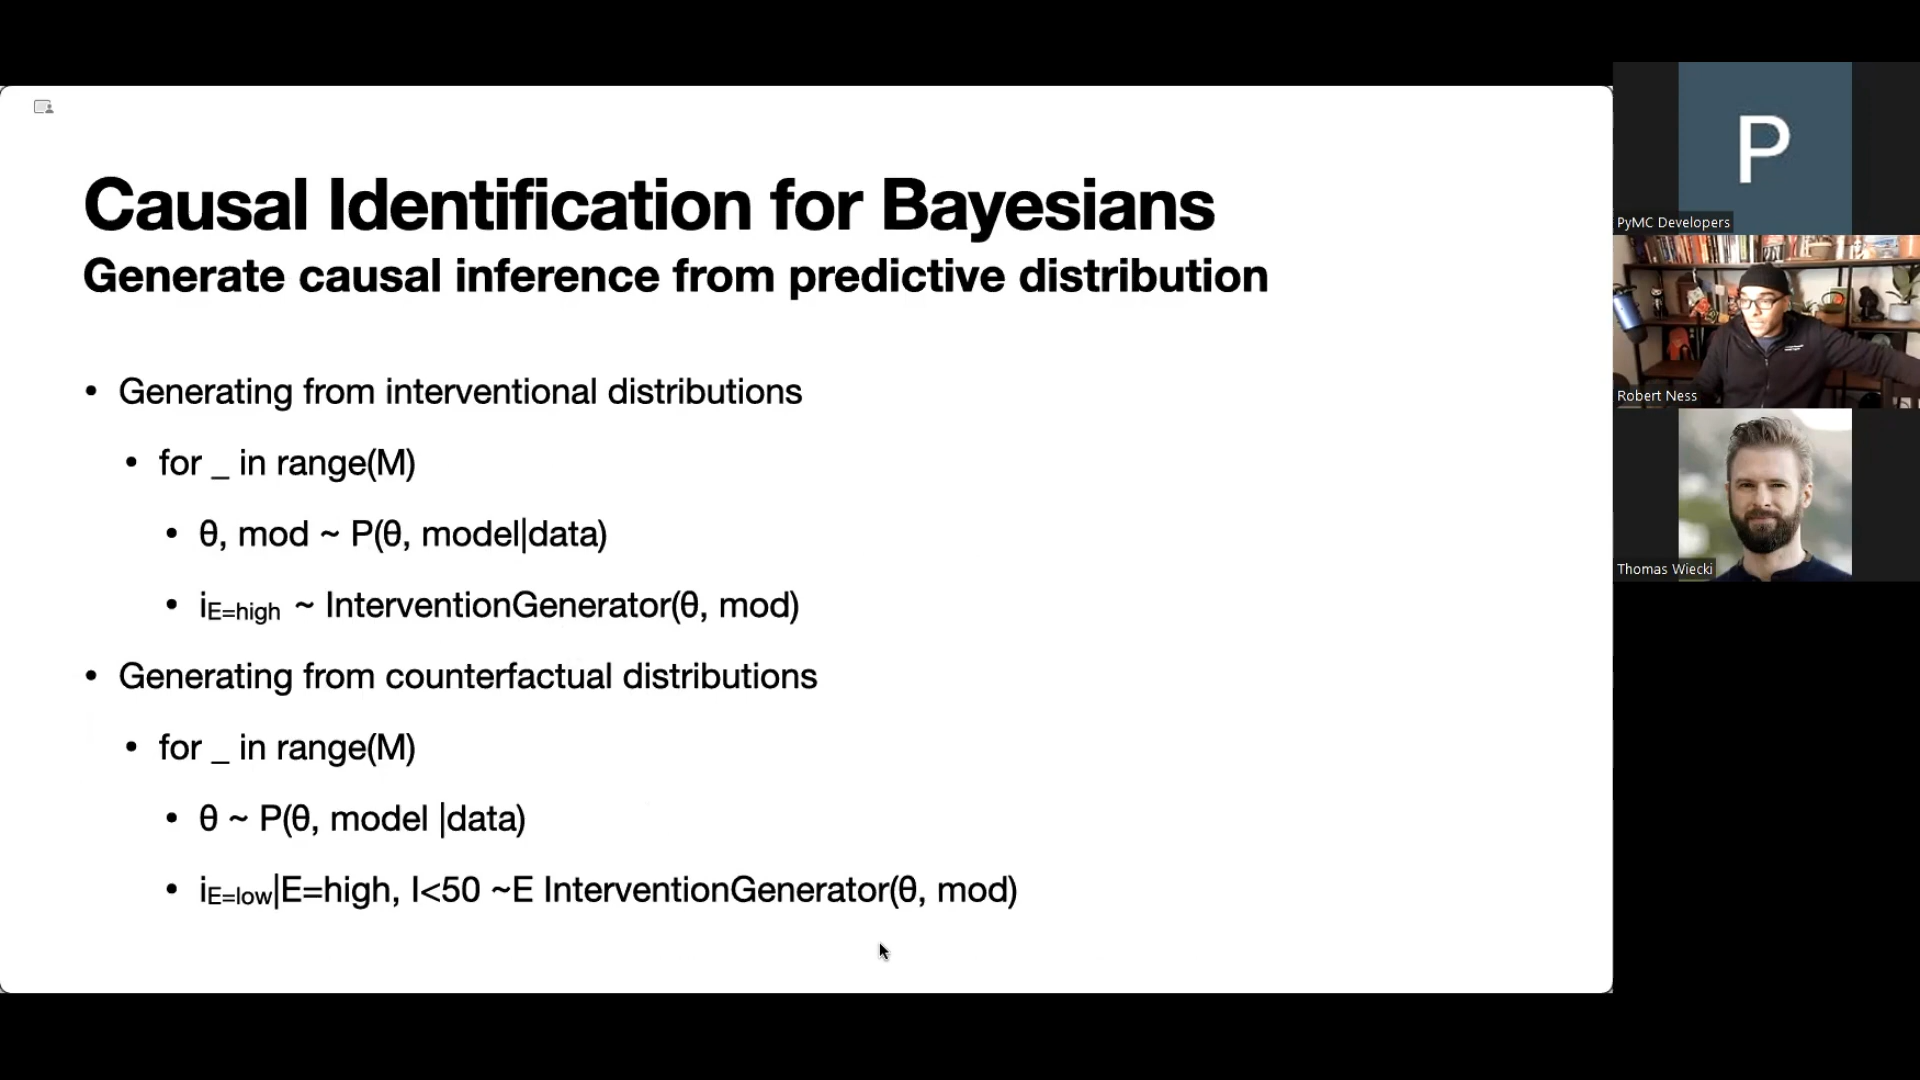 Causal Identification for Bayesians
Generate causal inference from predictive distribution
• Generating from interventional distributions
• for _ in range(M)
• θ, mod ~ P(θ, model|data)
• iE=high ~ InterventionGenerator(θ, mod)
• Generating from counterfactual distributions
• for _ in range(M)
• θ ~ P(θ, model |data)
• iE=low|E=high, I<50 ~E InterventionGenerator(θ, mod)
P
PyMC Developers
Robert Ness
Thomas Wiecki